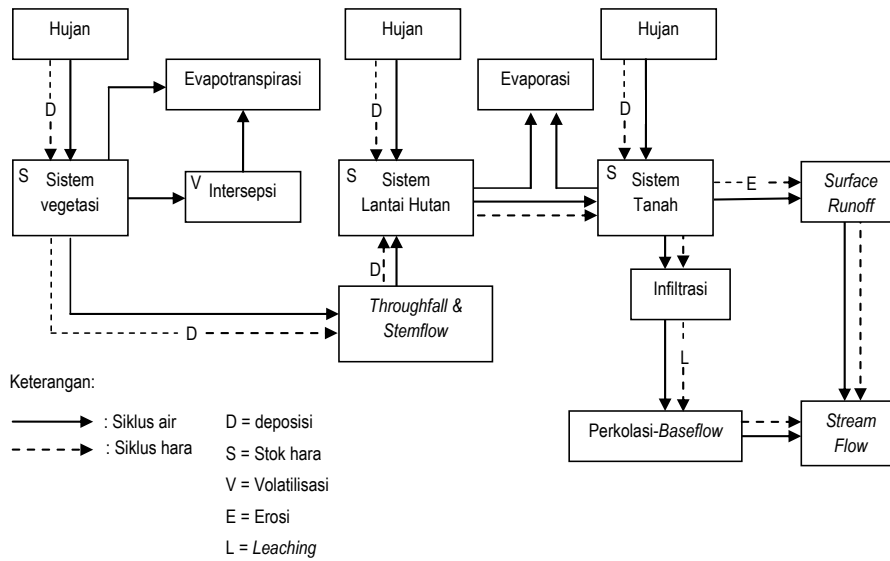 Hujan
Hujan
Hujan
D
D
D
Evapotranspirasi
Evaporasi
S
Sistem
vegetasi
V
Intersepsi
S
Sistem
Lantai Hutan
S
Sistem
Tanah
E
Surface
Runoff
D
Infiltrasi
Throughfall &
Stemflow
D
L
Keterangan:
: Siklus air
: Siklus hara
D = deposisi
S = Stok hara
V = Volatilisasi
E = Erosi
L = Leaching
Perkolasi-Baseflow
Stream
Flow